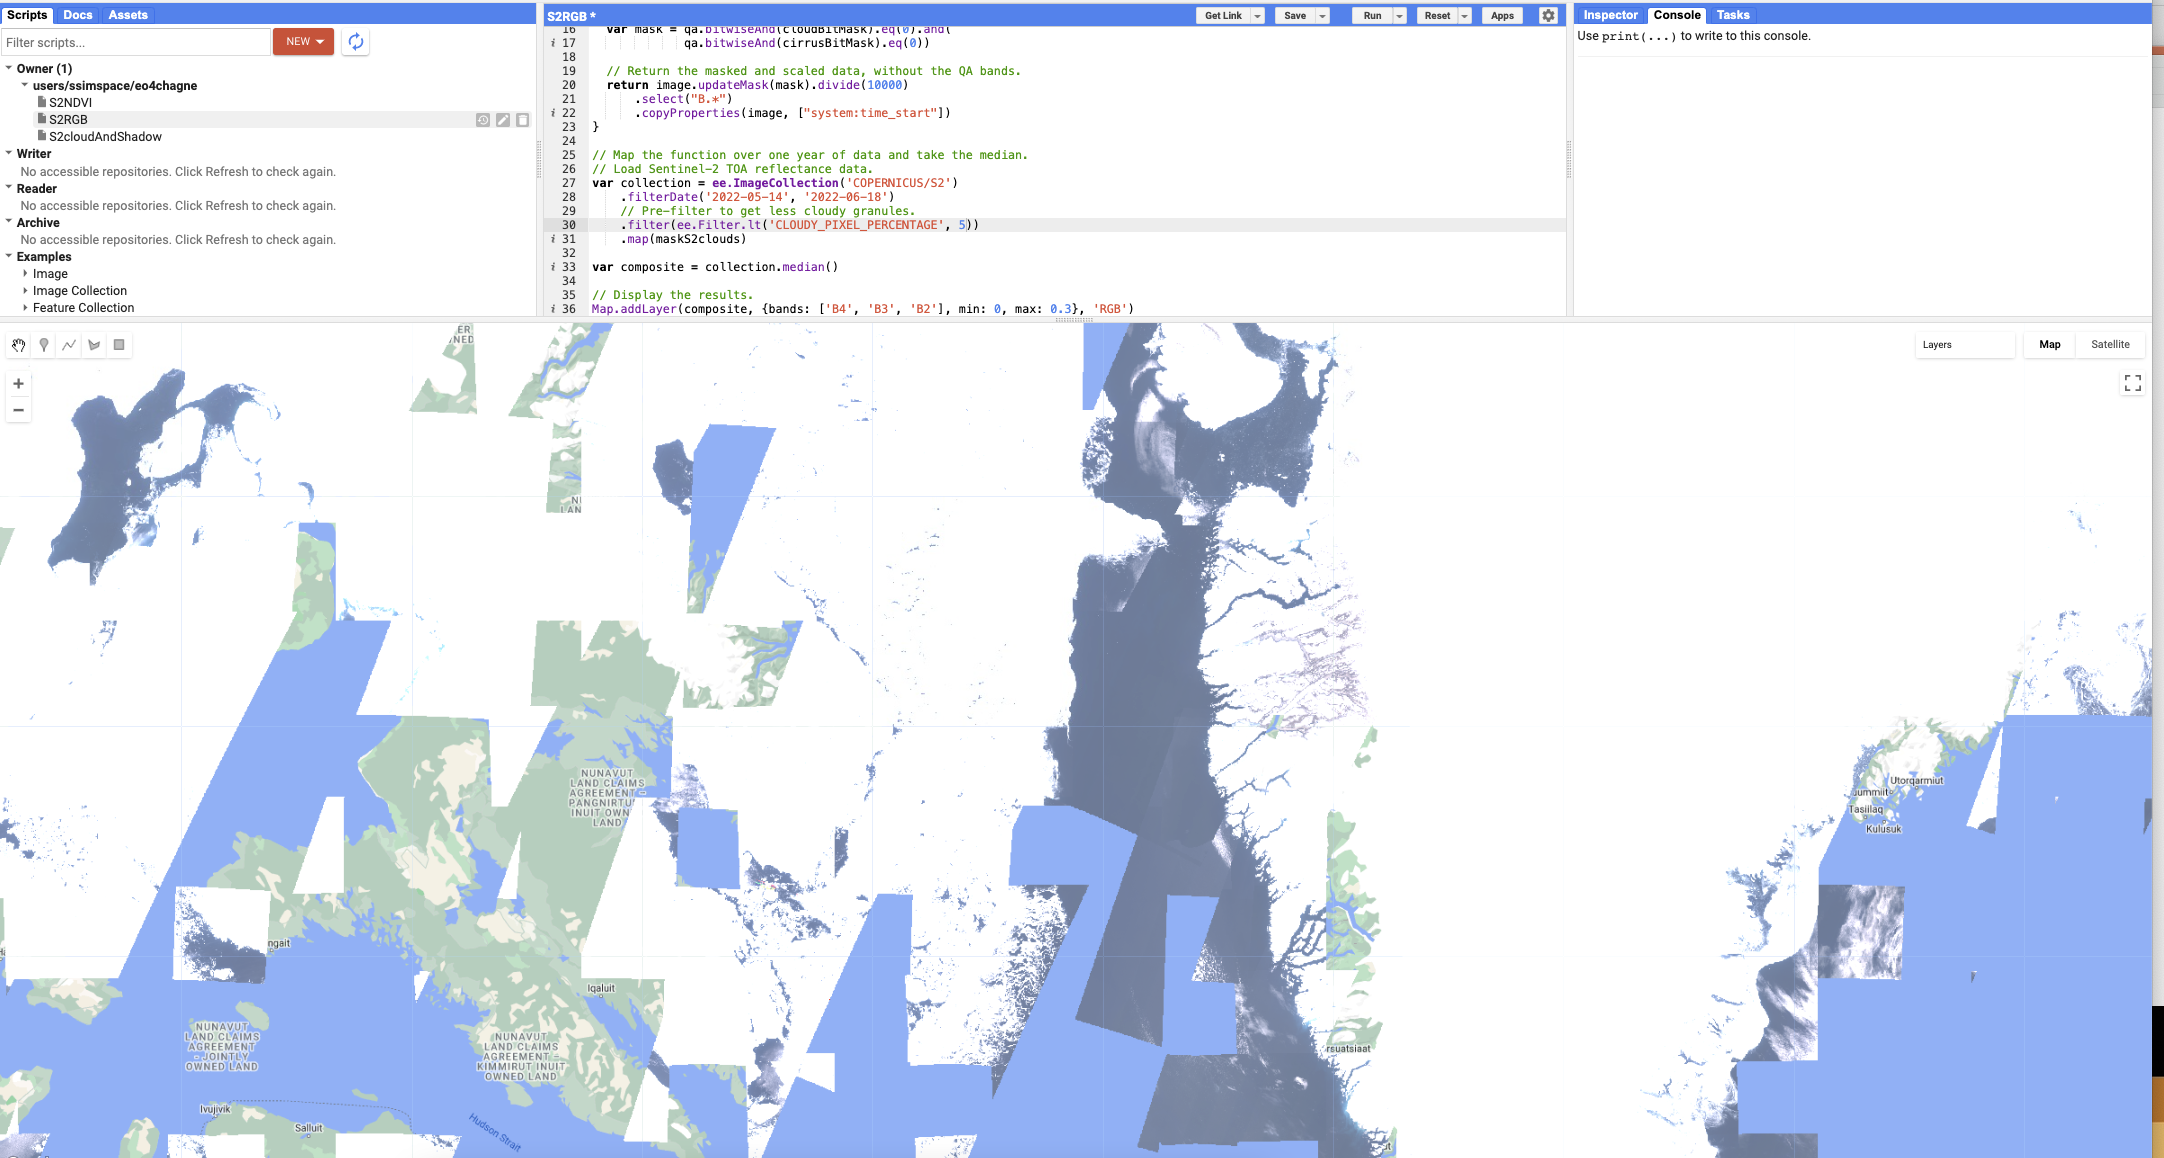 Scripts Docs Assets
Filter scripts...
NEW
Owner (1)
users/ssimspace/eo4chagne
S2NDVI
S2RGB
S2cloudAndShadow
Writer
No accessible repositories. Click Refresh to check again.
Reader
No accessible repositories. Click Refresh to check again.
Archive
No accessible repositories. Click Refresh to check again.
Examples
Image
Image Collection
Feature Collection
S2RGB *
Get Link Save Run Reset Apps
16 var mask = qa.bitwiseAnd(cloudBitMask).eq(0).and(
i 17 qa.bitwiseAnd(cirrusBitMask).eq(0))
18
19 // Return the masked and scaled data, without the QA bands.
20 return image.updateMask(mask).divide(10000)
21 .select("B.*")
i 22 .copyProperties(image, ["system:time_start"])
23 }
24
25 // Map the function over one year of data and take the median.
26 // Load Sentinel-2 TOA reflectance data.
27 var collection = ee.ImageCollection('COPERNICUS/S2')
28 .filterDate('2022-05-14', '2022-06-18')
29 // Pre-filter to get less cloudy granules.
30 .filter(ee.Filter.lt('CLOUDY_PIXEL_PERCENTAGE', 5))
i 31 .map(maskS2clouds)
32
i 33 var composite = collection.median()
34
35 // Display the results.
i 36 Map.addLayer(composite, {bands: ['B4', 'B3', 'B2'], min: 0, max: 0.3}, 'RGB')
Inspector Console Tasks
Use print(...) to write to this console.
Layers
Map Satellite
+
−
ER
NED
NU
LAN
NUNAVUT
LAND CLAIMS
AGREEMENT -
PANGNIRTU
INUIT OWN
LAND
Utorqarmiut
Jummiit
Tasiilaq
Kulusuk
ngait
Iqaluit
NUNAVUT
LAND CLAIMS
AGREEMENT
- JOINTLY
OWNED LAND
NUNAVUT
LAND CLAIMS
AGREEMENT -
KIMMIRUT INUIT
OWNED LAND
rsuatsiaat
Ivujivik
Salluit
Hudson Strait